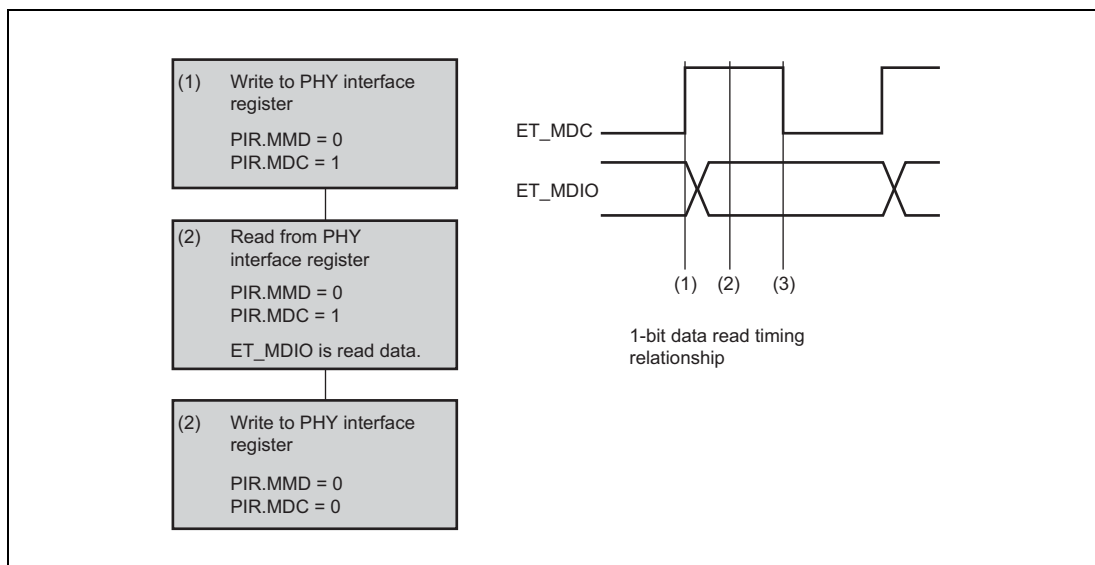 (1) Write to PHY interface
register
PIR.MMD = 0
PIR.MDC = 1
(2) Read from PHY
interface register
PIR.MMD = 0
PIR.MDC = 1
ET_MDIO is read data.
(2) Write to PHY interface
register
PIR.MMD = 0
PIR.MDC = 0
ET_MDC
ET_MDIO
(1) (2) (3)
1-bit data read timing
relationship